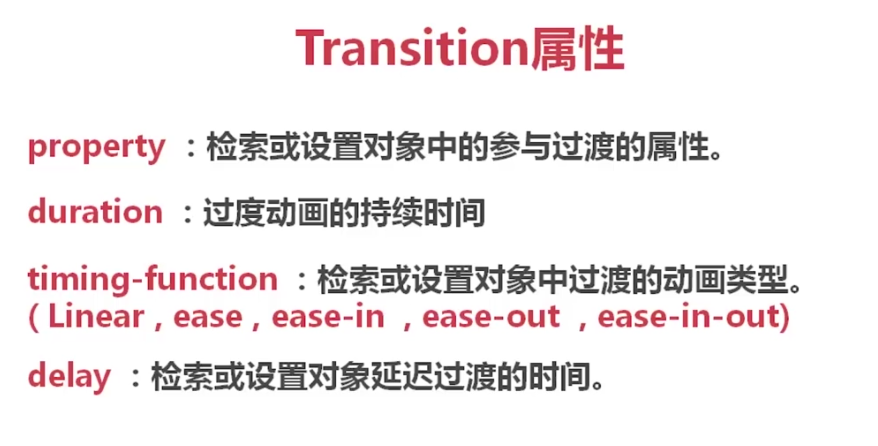 Transition属性
property ：检索或设置对象中的参与过渡的属性。
duration ：过度动画的持续时间
timing-function ：检索或设置对象中过渡的动画类型。
( Linear , ease , ease-in , ease-out , ease-in-out)
delay ：检索或设置对象延迟过渡的时间。